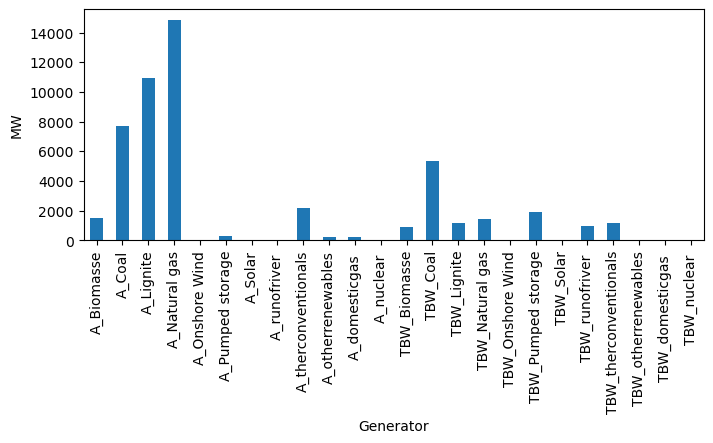 14000
12000
10000
8000
6000
4000
2000
0
MW
A_Biomasse
A_Coal
A_Lignite
A_Natural gas
A_Onshore Wind
A_Pumped storage
A_Solar
A_runofriver
A_therconventionals
A_otherrenewables
A_domesticgas
A_nuclear
TBW_Biomasse
TBW_Coal
TBW_Lignite
TBW_Natural gas
TBW_Onshore Wind
TBW_Pumped storage
TBW_Solar
TBW_runofriver
TBW_therconventionals
TBW_otherrenewables
TBW_domesticgas
TBW_nuclear
Generator